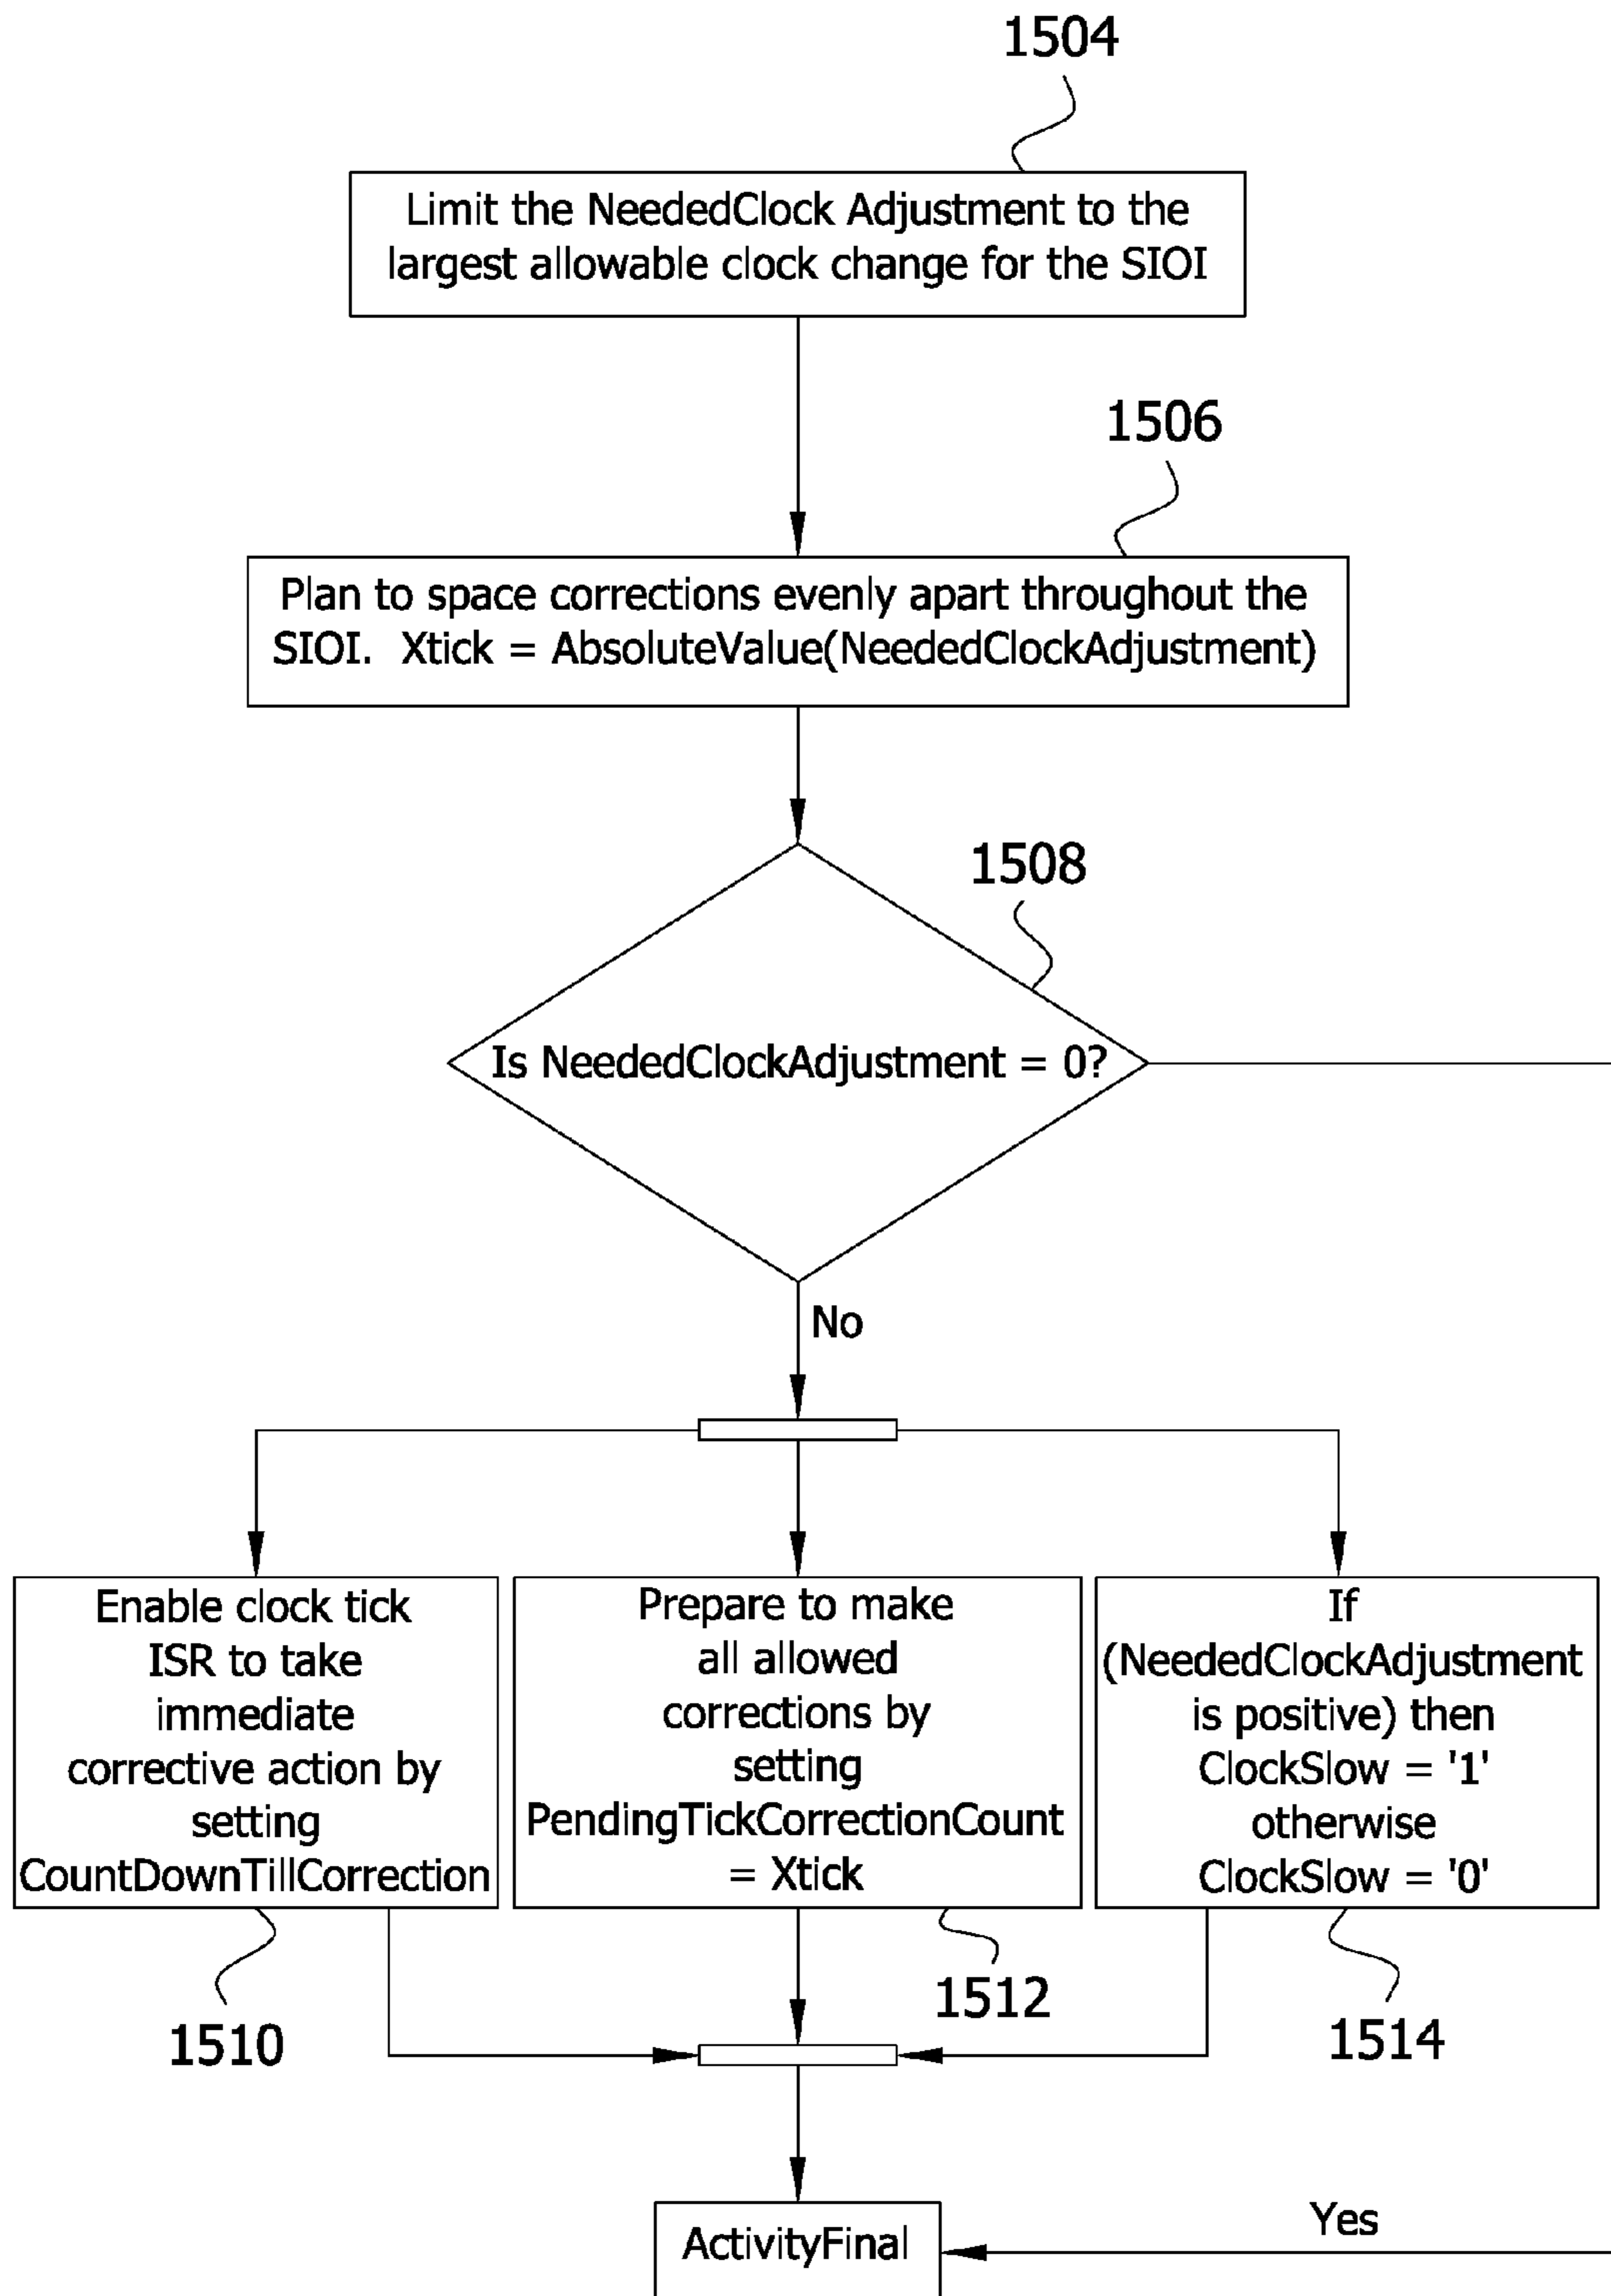 1504
Limit the NeededClock Adjustment to the
largest allowable clock change for the SIOI
1506
Plan to space corrections evenly apart throughout the
SIOI. Xtick = AbsoluteValue(NeededClockAdjustment)
1508
Is NeededClockAdjustment = 0?
No
Enable clock tick
ISR to take
immediate
corrective action by
setting
CountDownTillCorrection
Prepare to make
all allowed
corrections by
setting
PendingTickCorrectionCount
= Xtick
If
(NeededClockAdjustment
is positive) then
ClockSlow = '1'
otherwise
ClockSlow = '0'
1510
1512
1514
ActivityFinal
Yes